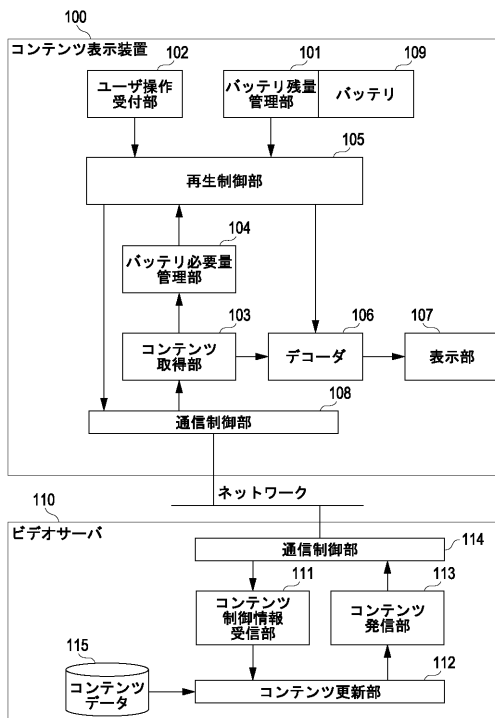 100
コンテンツ表示装置
102
101
109
ユーザ操作
受付部
バッテリ残量
管理部
バッテリ
105
再生制御部
104
バッテリ必要量
管理部
103
106
107
コンテンツ
取得部
デコーダ
表示部
108
通信制御部
ネットワーク
110
ビデオサーバ
114
通信制御部
111
113
コンテンツ
制御情報
受信部
コンテンツ
発信部
115
112
コンテンツ
データ
コンテンツ更新部